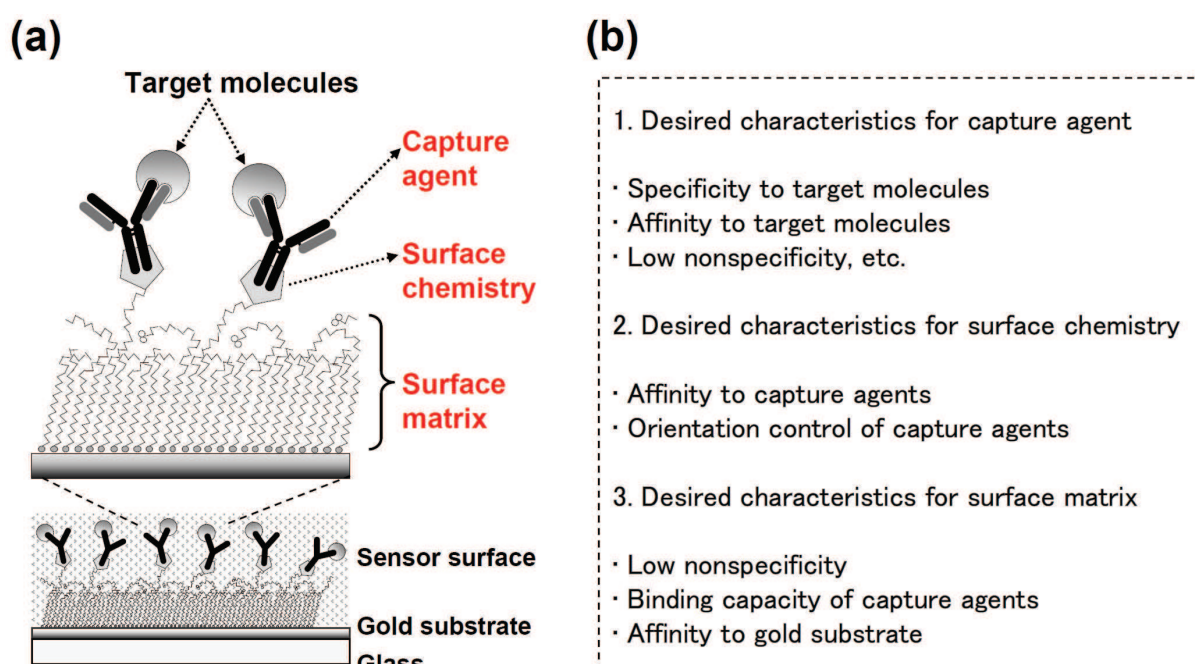 (a)
Target molecules
Capture
agent
Surface
chemistry
Surface
matrix
Sensor surface
Gold substrate
Glass
(b)
1. Desired characteristics for capture agent
· Specificity to target molecules
· Affinity to target molecules
· Low nonspecificity, etc.
2. Desired characteristics for surface chemistry
· Affinity to capture agents
· Orientation control of capture agents
3. Desired characteristics for surface matrix
· Low nonspecificity
· Binding capacity of capture agents
· Affinity to gold substrate